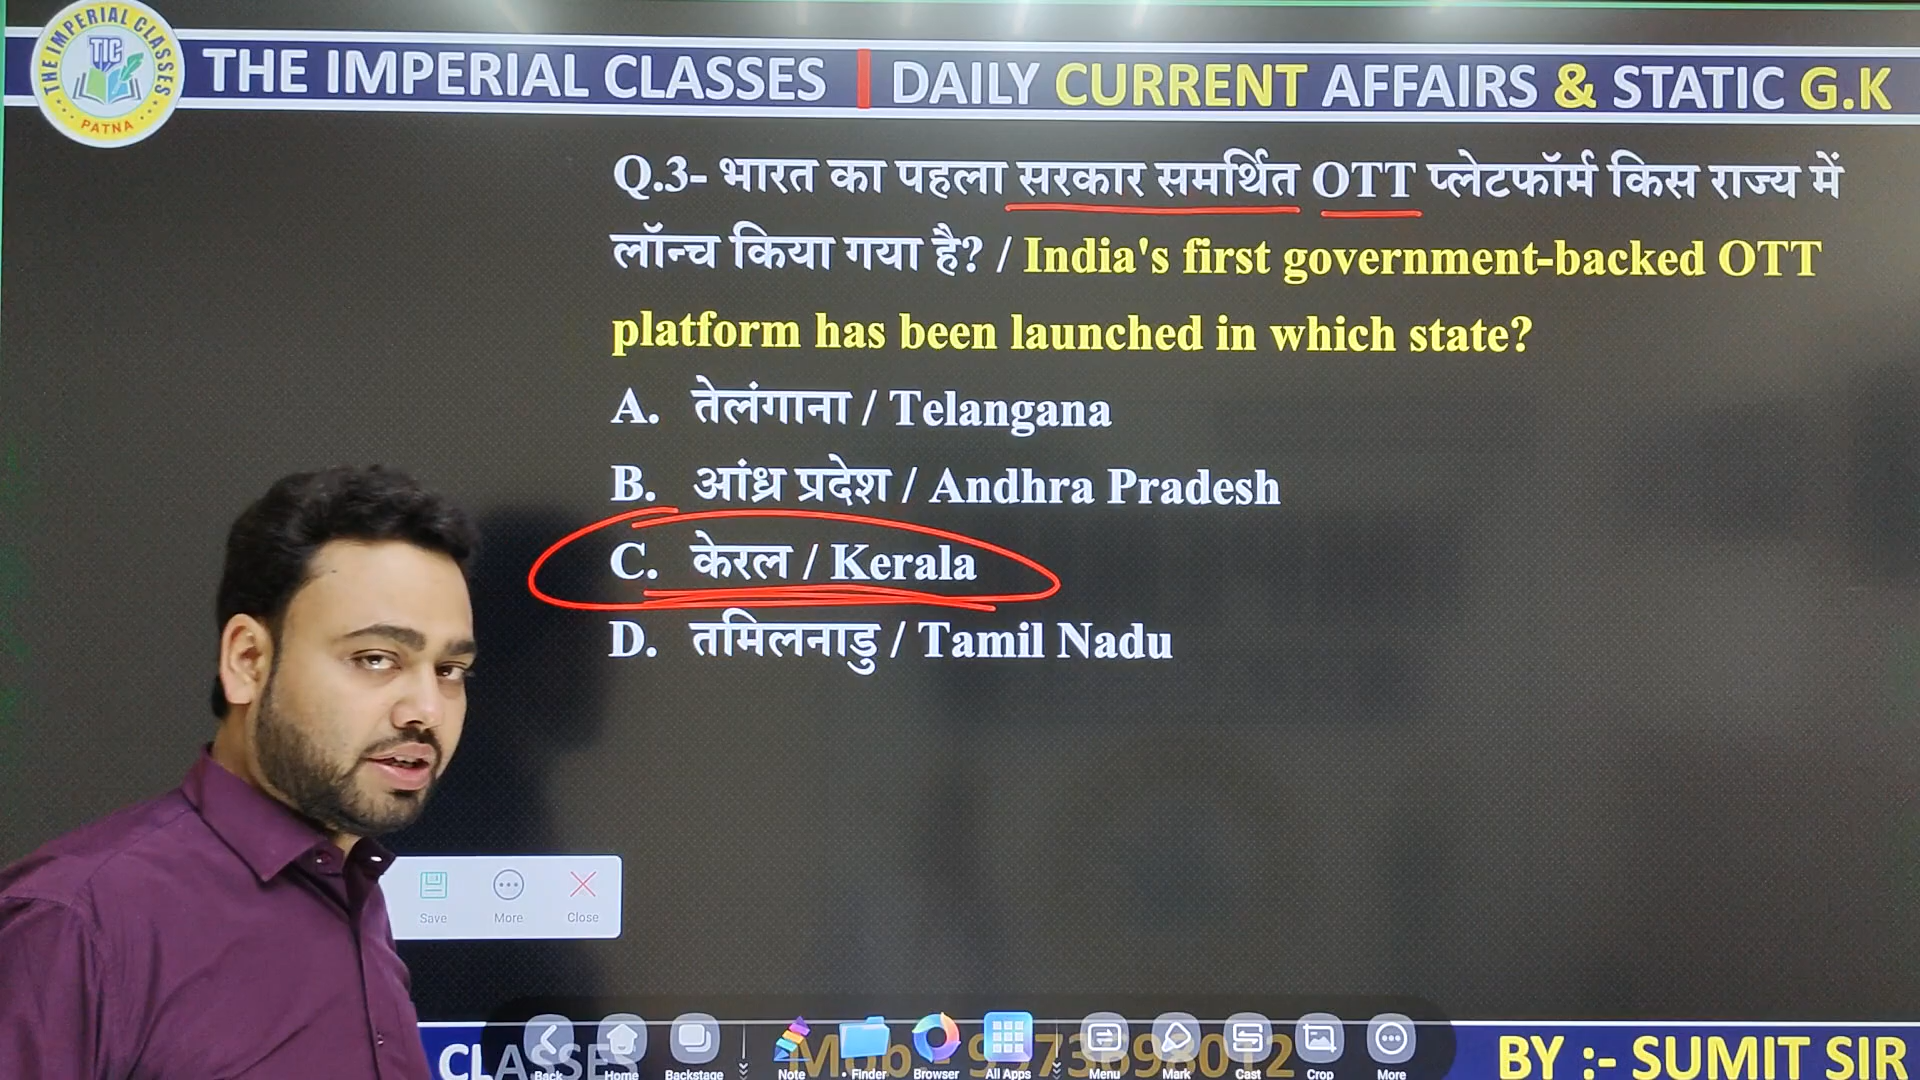 THE IMPERIAL CLASSES
TIC
PATNA
THE IMPERIAL CLASSES | DAILY CURRENT AFFAIRS & STATIC G.K
Q.3- भारत का पहला सरकार समर्थित OTT प्लेटफॉर्म किस राज्य में
लॉन्च किया गया है? / India's first government-backed OTT
platform has been launched in which state?
A. तेलंगाना / Telangana
B. आंध्र प्रदेश / Andhra Pradesh
C. केरल / Kerala
D. तमिलनाडु / Tamil Nadu
Save More Close
CLASSES
BY :- SUMIT SIR
Back Home Backstage Note Finder Browser All Apps Menu Mark Cast Crop More